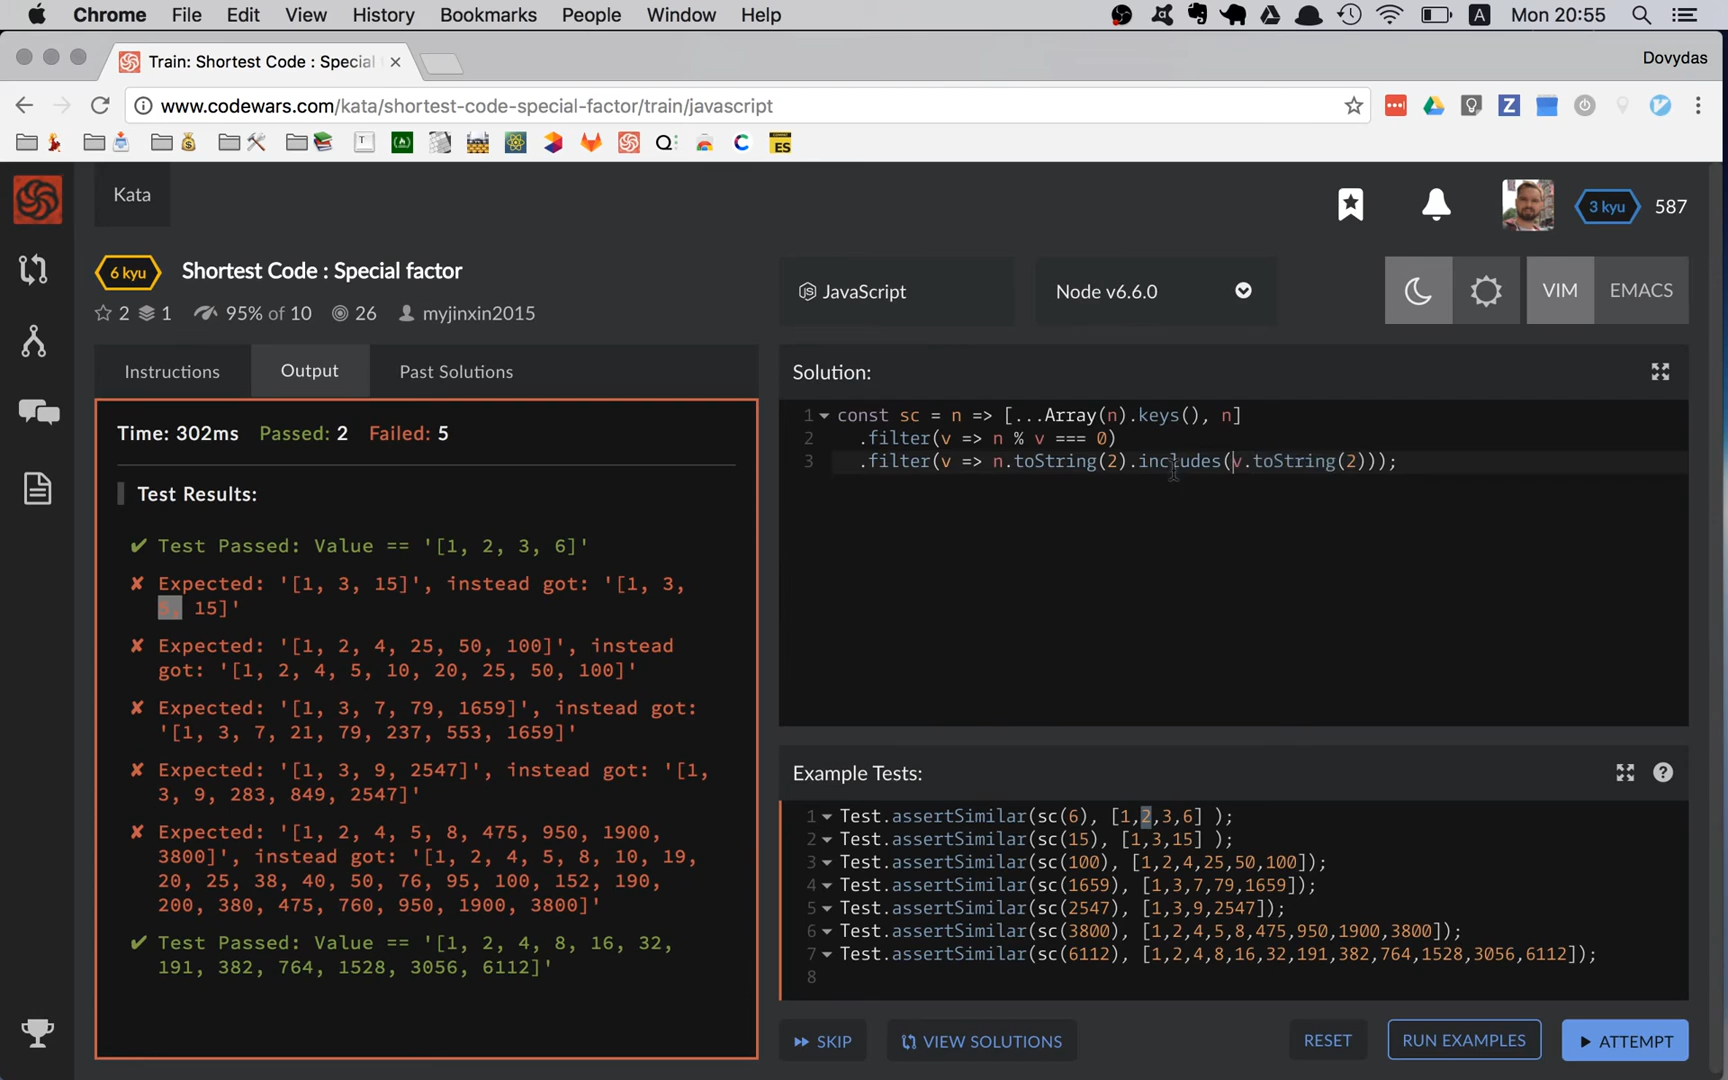 Chrome File Edit View History Bookmarks People Window Help A Mon 20:55
Train: Shortest Code : Special
Dovydas
www.codewars.com/kata/shortest-code-special-factor/train/javascript
Kata
3 kyu 587
6 kyu Shortest Code : Special factor
2 1 95% of 10 26 myjinxin2015
JavaScript
Node v6.6.0
VIM EMACS
Instructions Output Past Solutions
Time: 302ms Passed: 2 Failed: 5
Test Results:
✔ Test Passed: Value == '[1, 2, 3, 6]'
✘ Expected: '[1, 3, 15]', instead got: '[1, 3,
5, 15]'
✘ Expected: '[1, 2, 4, 25, 50, 100]', instead
got: '[1, 2, 4, 5, 10, 20, 25, 50, 100]'
✘ Expected: '[1, 3, 7, 79, 1659]', instead got:
'[1, 3, 7, 21, 79, 237, 553, 1659]'
✘ Expected: '[1, 3, 9, 2547]', instead got: '[1,
3, 9, 283, 849, 2547]'
✘ Expected: '[1, 2, 4, 5, 8, 475, 950, 1900,
3800]', instead got: '[1, 2, 4, 5, 8, 10, 19,
20, 25, 38, 40, 50, 76, 95, 100, 152, 190,
200, 380, 475, 760, 950, 1900, 3800]'
✔ Test Passed: Value == '[1, 2, 4, 8, 16, 32,
191, 382, 764, 1528, 3056, 6112]'
Solution:
1 const sc = n => [...Array(n).keys(), n]
2 .filter(v => n % v === 0)
3 .filter(v => n.toString(2).includes(v.toString(2)));
Example Tests:
1 Test.assertSimilar(sc(6), [1,2,3,6] );
2 Test.assertSimilar(sc(15), [1,3,15] );
3 Test.assertSimilar(sc(100), [1,2,4,25,50,100]);
4 Test.assertSimilar(sc(1659), [1,3,7,79,1659]);
5 Test.assertSimilar(sc(2547), [1,3,9,2547]);
6 Test.assertSimilar(sc(3800), [1,2,4,5,8,475,950,1900,3800]);
7 Test.assertSimilar(sc(6112), [1,2,4,8,16,32,191,382,764,1528,3056,6112]);
8
SKIP VIEW SOLUTIONS RESET RUN EXAMPLES ATTEMPT